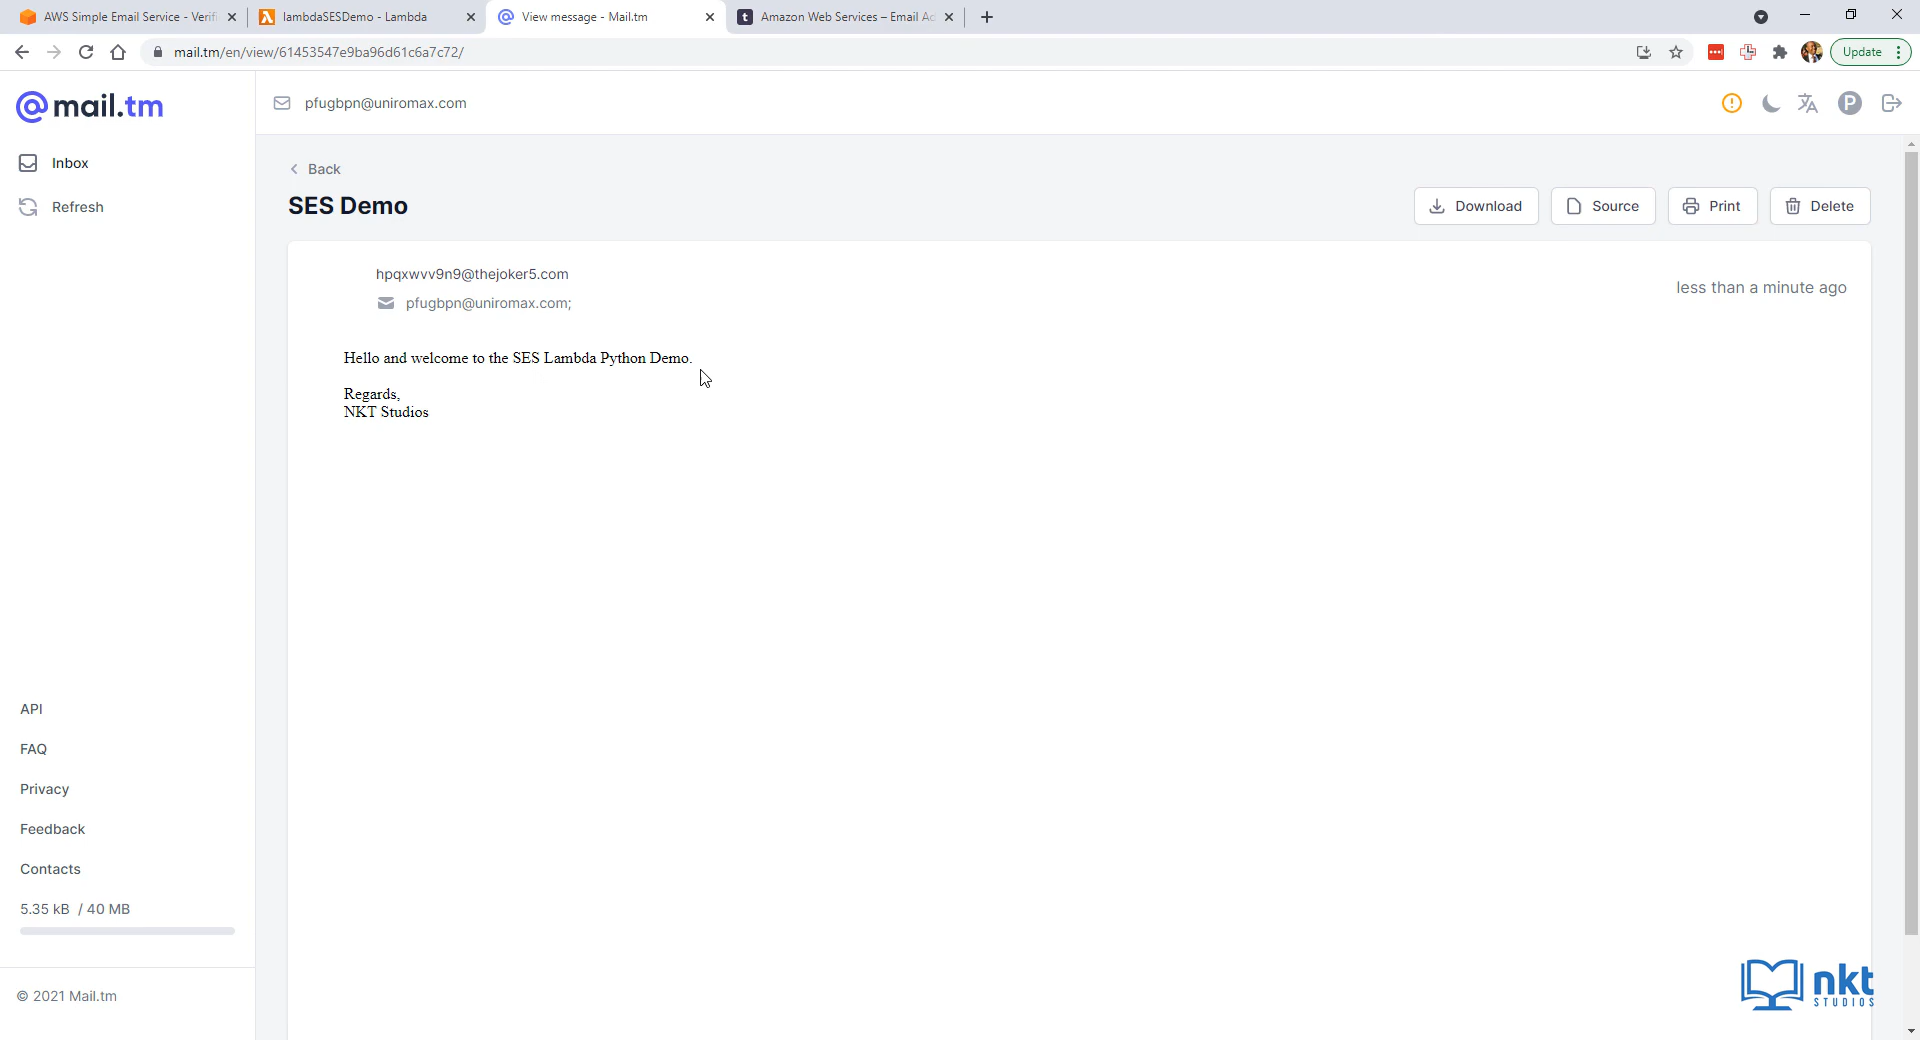 AWS Simple Email Service - Verifi
lambdaSESDemo - Lambda
View message - Mail.tm
Amazon Web Services – Email Ad
mail.tm/en/view/61453547e9ba96d61c6a7c72/
Update
mail.tm
pfugbpn@uniromax.com
P
Inbox
Refresh
Back
SES Demo
Download
Source
Print
Delete
hpqxwvv9n9@thejoker5.com
pfugbpn@uniromax.com;
less than a minute ago
Hello and welcome to the SES Lambda Python Demo.
Regards,
NKT Studios
API
FAQ
Privacy
Feedback
Contacts
5.35 kB / 40 MB
© 2021 Mail.tm
nkt
STUDIOS